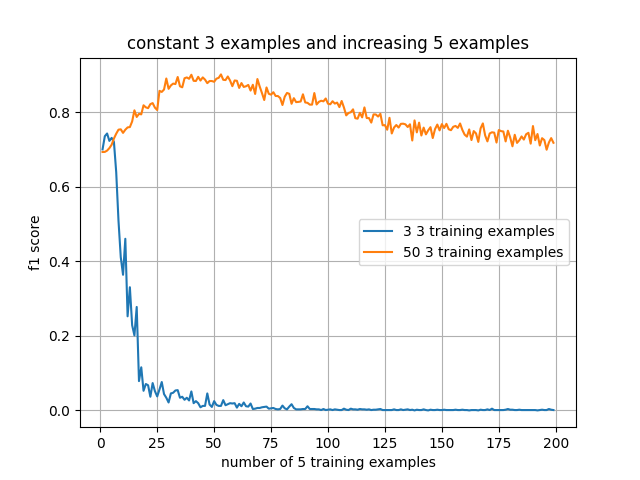 constant 3 examples and increasing 5 examples
f1 score
0.8
0.6
0.4
0.2
0.0
3 3 training examples
50 3 training examples
0 25 50 75 100 125 150 175 200
number of 5 training examples